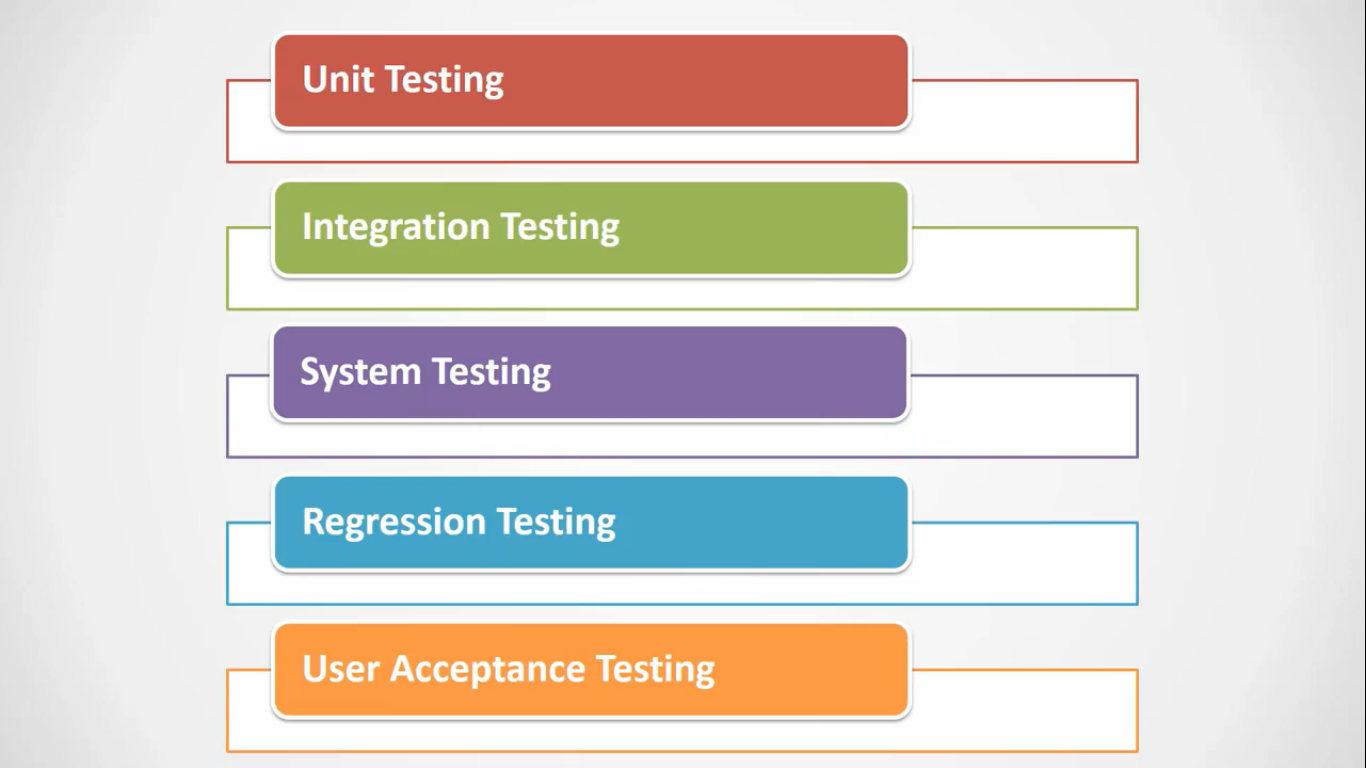 Unit Testing
Integration Testing
System Testing
Regression Testing
User Acceptance Testing